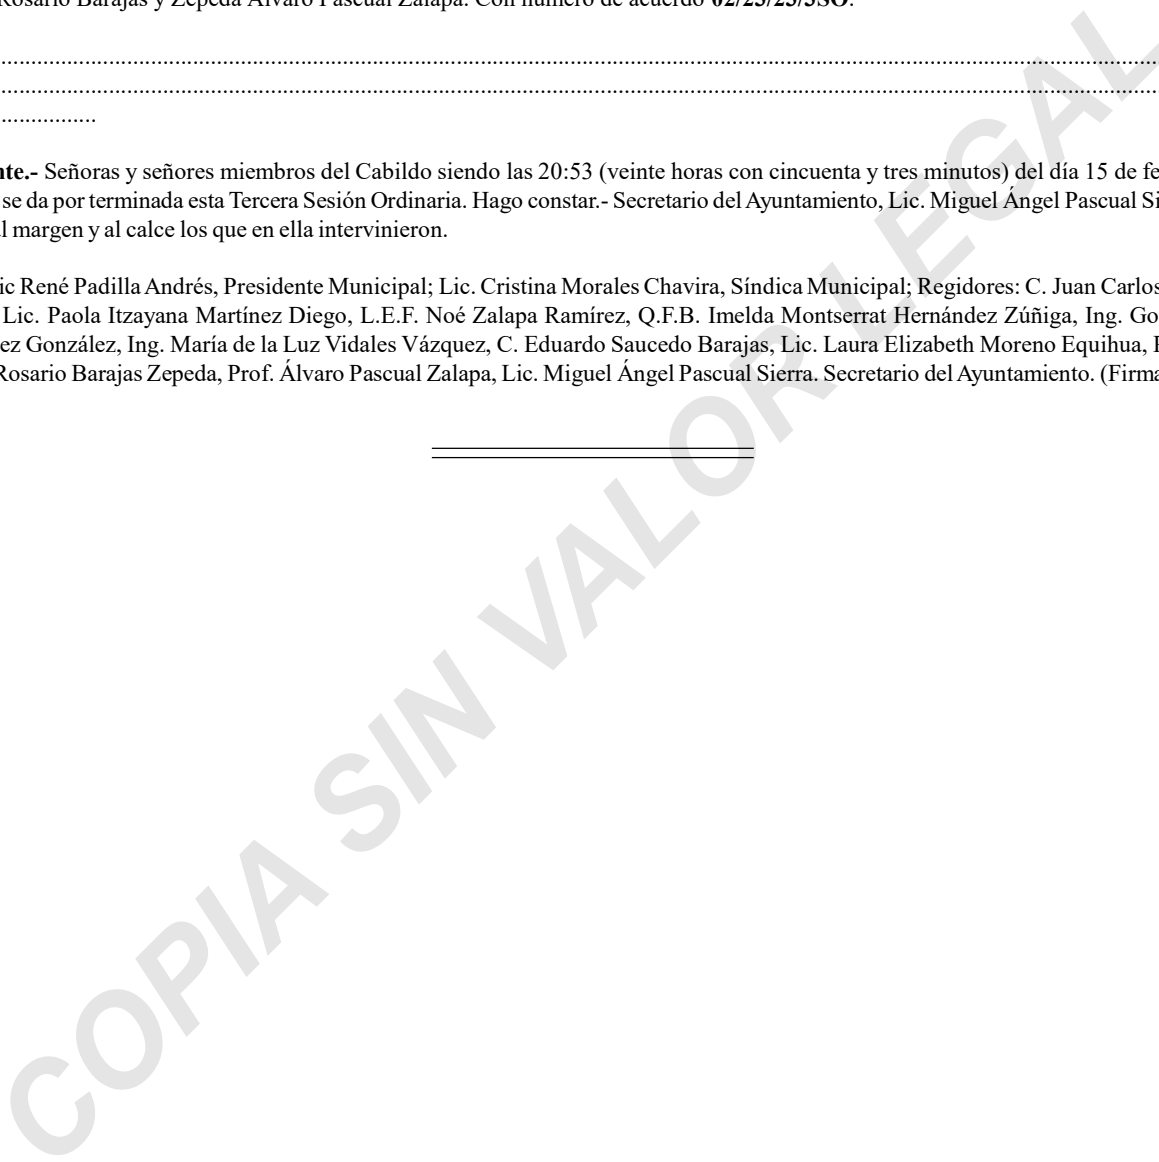 Rosario Barajas y Zepeda Álvaro Pascual Zalapa. Con número de acuerdo 02/23/23/3SO.
....................................................................................................................................................................................................................
....................................................................................................................................................................................................................
.................
nte.- Señoras y señores miembros del Cabildo siendo las 20:53 (veinte horas con cincuenta y tres minutos) del día 15 de fe
se da por terminada esta Tercera Sesión Ordinaria. Hago constar.- Secretario del Ayuntamiento, Lic. Miguel Ángel Pascual Si
l margen y al calce los que en ella intervinieron.
ic René Padilla Andrés, Presidente Municipal; Lic. Cristina Morales Chavira, Síndica Municipal; Regidores: C. Juan Carlos
Lic. Paola Itzayana Martínez Diego, L.E.F. Noé Zalapa Ramírez, Q.F.B. Imelda Montserrat Hernández Zúñiga, Ing. Go
ez González, Ing. María de la Luz Vidales Vázquez, C. Eduardo Saucedo Barajas, Lic. Laura Elizabeth Moreno Equihua,
Rosario Barajas Zepeda, Prof. Álvaro Pascual Zalapa, Lic. Miguel Ángel Pascual Sierra. Secretario del Ayuntamiento. (Firma
COPIA SIN VALOR LEGAL